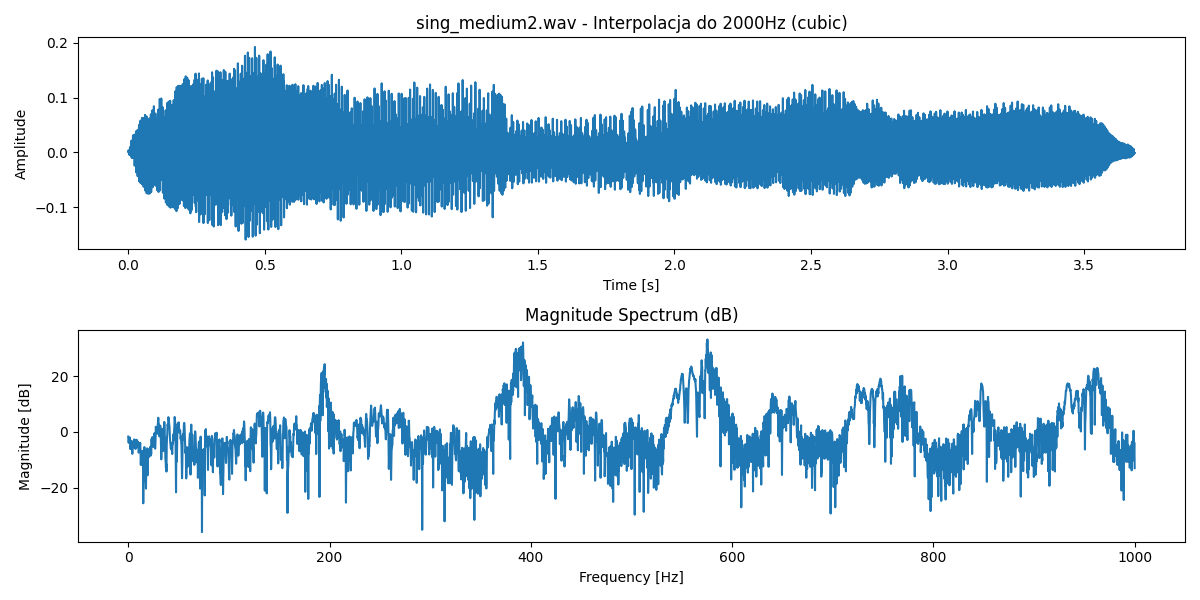 sing_medium2.wav - Interpolacja do 2000Hz (cubic)
0.2
0.1
0.0
−0.1
Amplitude
0.0 0.5 1.0 1.5 2.0 2.5 3.0 3.5
Time [s]
Magnitude Spectrum (dB)
20
0
−20
Magnitude [dB]
0 200 400 600 800 1000
Frequency [Hz]